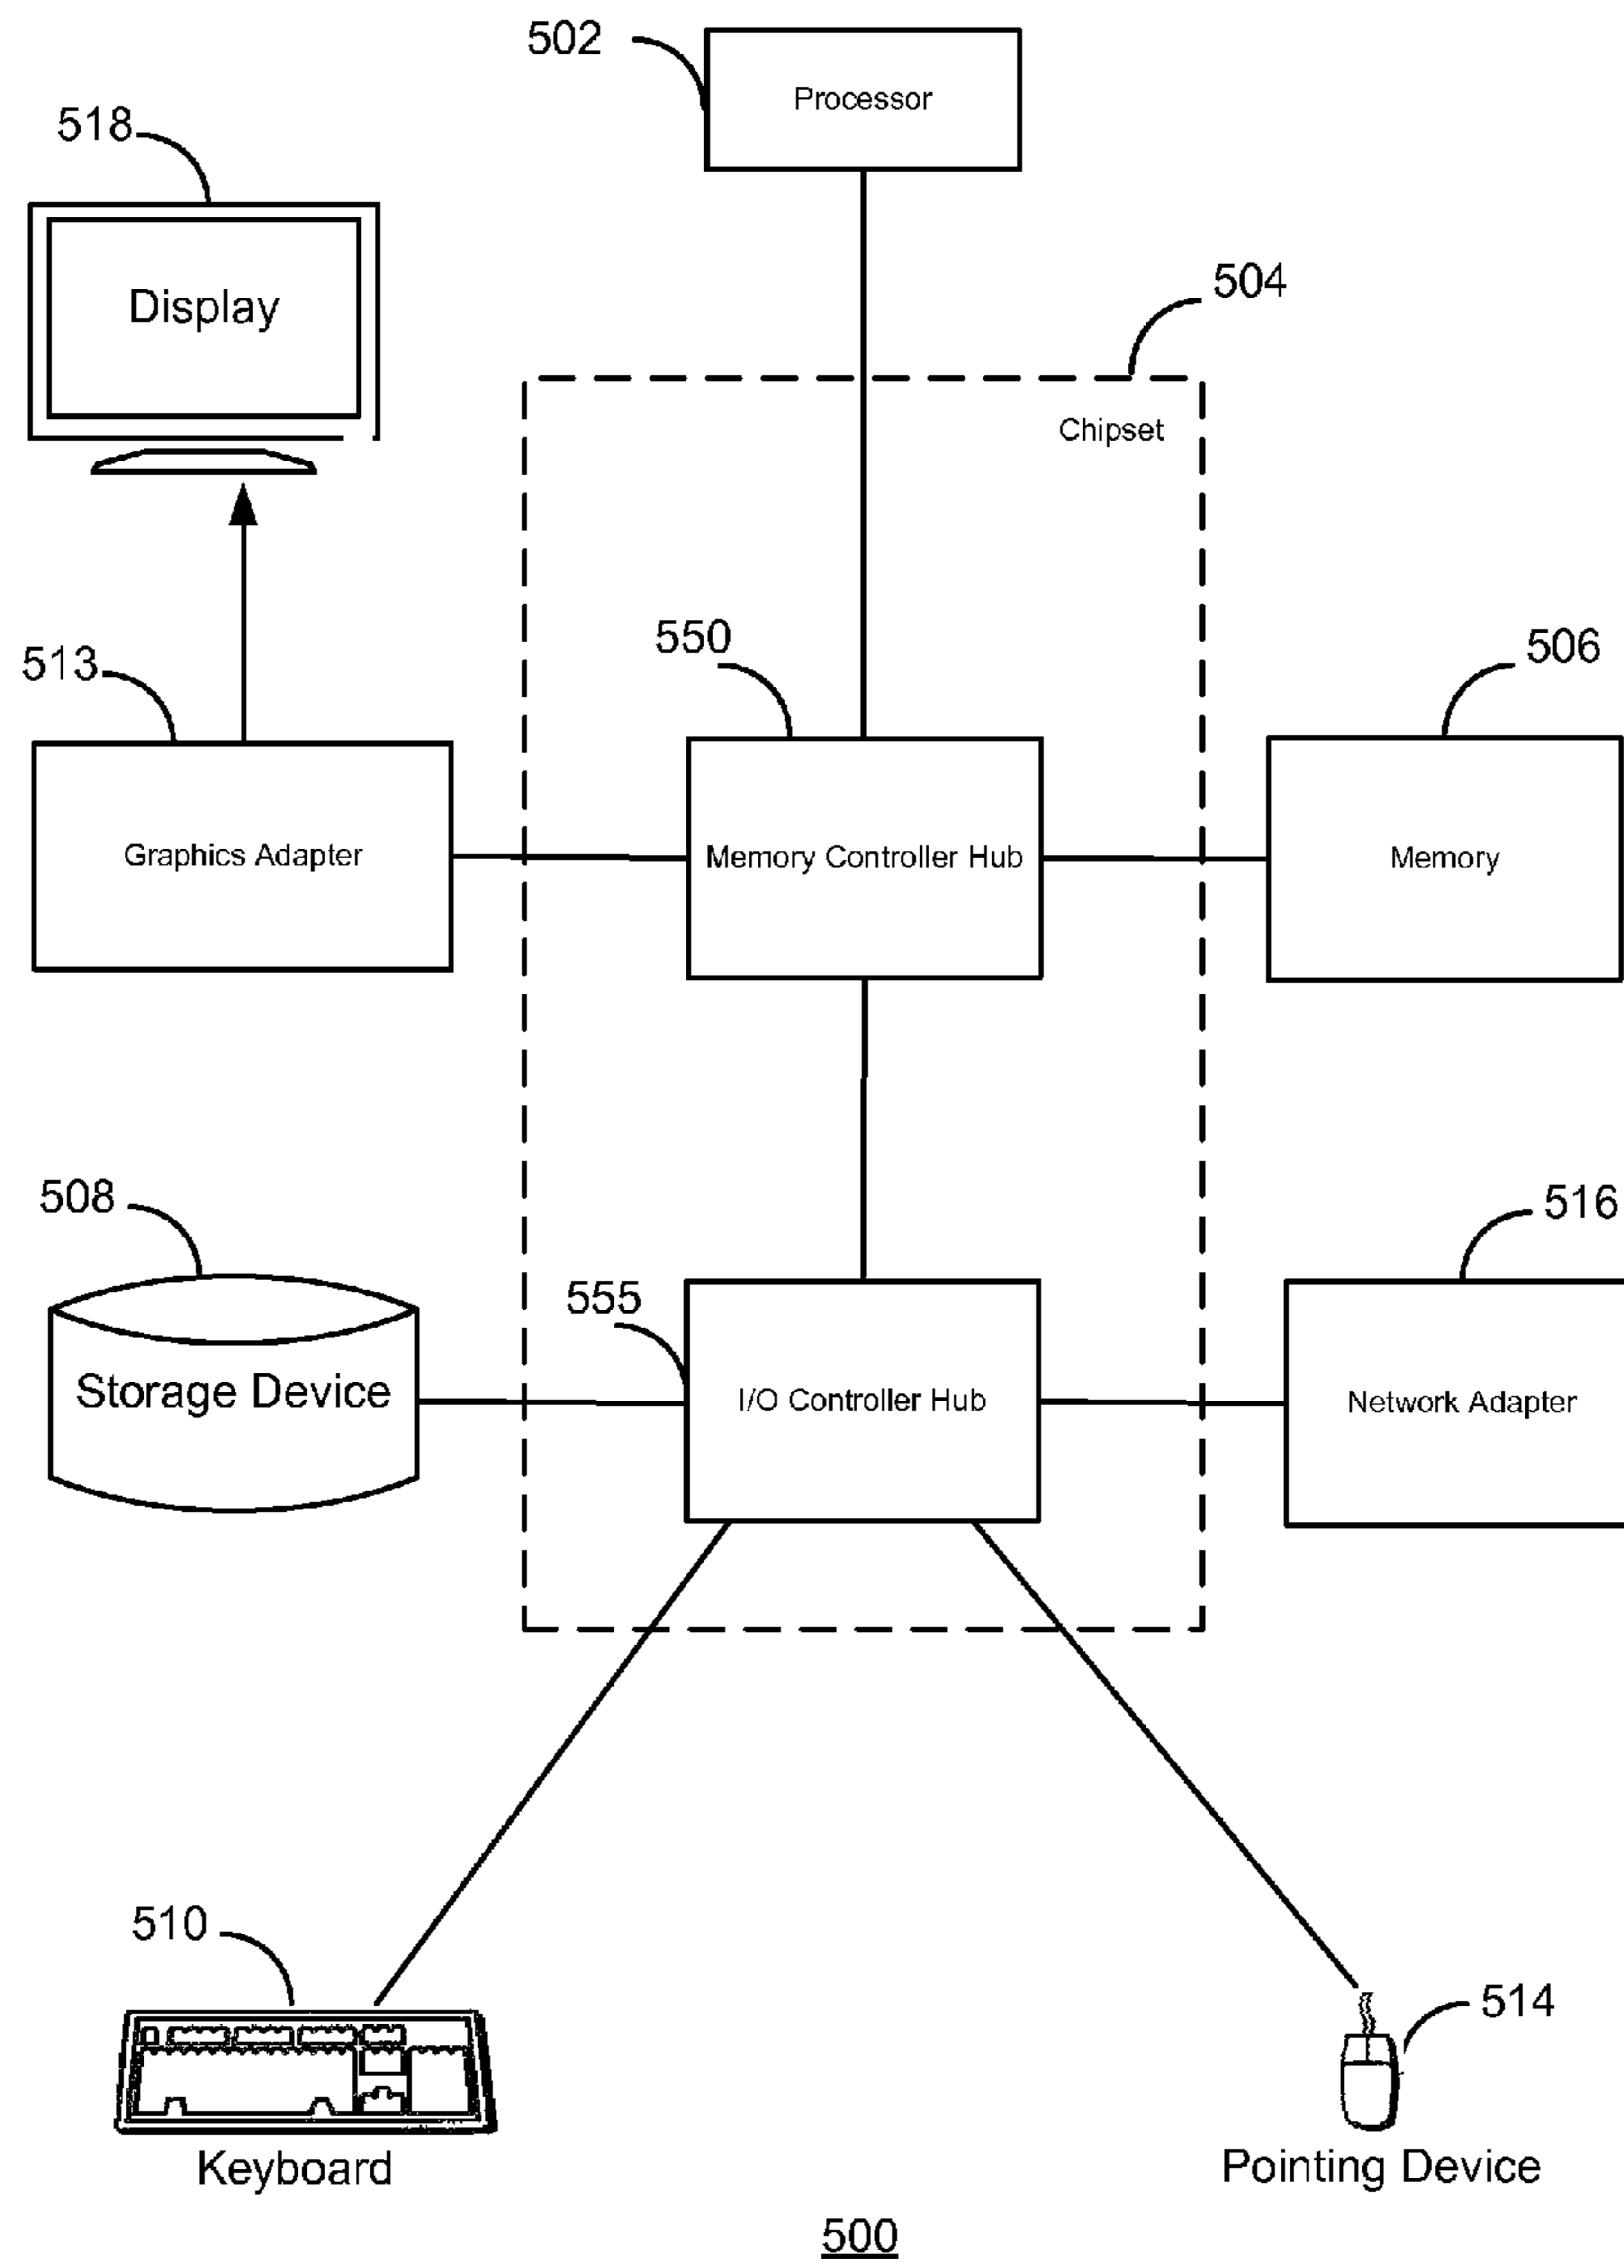 502
Processor
518
Display
504
Chipset
513
550
506
Graphics Adapter
Memory Controller Hub
Memory
508
555
516
Storage Device
I/O Controller Hub
Network Adapter
510
514
Keyboard
Pointing Device
500